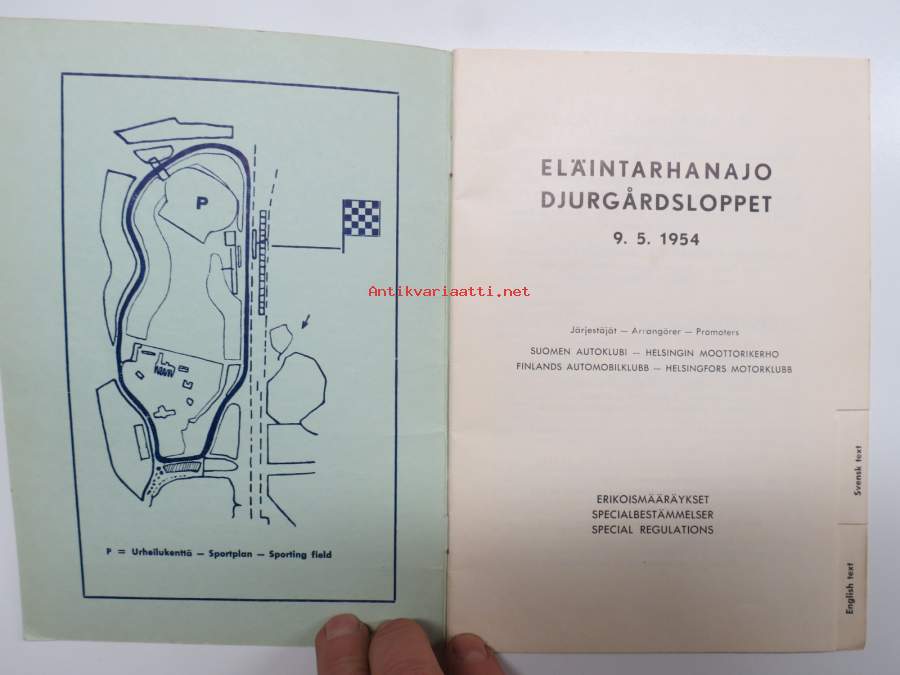 P
P = Urheilukenttä — Sportplan — Sporting field
Antikvariaatti.net
ELÄINTARHANAJO
DJURGÅRDSLOPPET
9. 5. 1954
Järjestäjät — Arrangörer — Promoters
SUOMEN AUTOKLUBI — HELSINGIN MOOTTORIKERHO
FINLANDS AUTOMOBILKLUBB — HELSINGFORS MOTORKLUBB
ERIKOISMÄÄRÄYKSET
SPECIALBESTÄMMELSER
SPECIAL REGULATIONS
Svensk text
English text